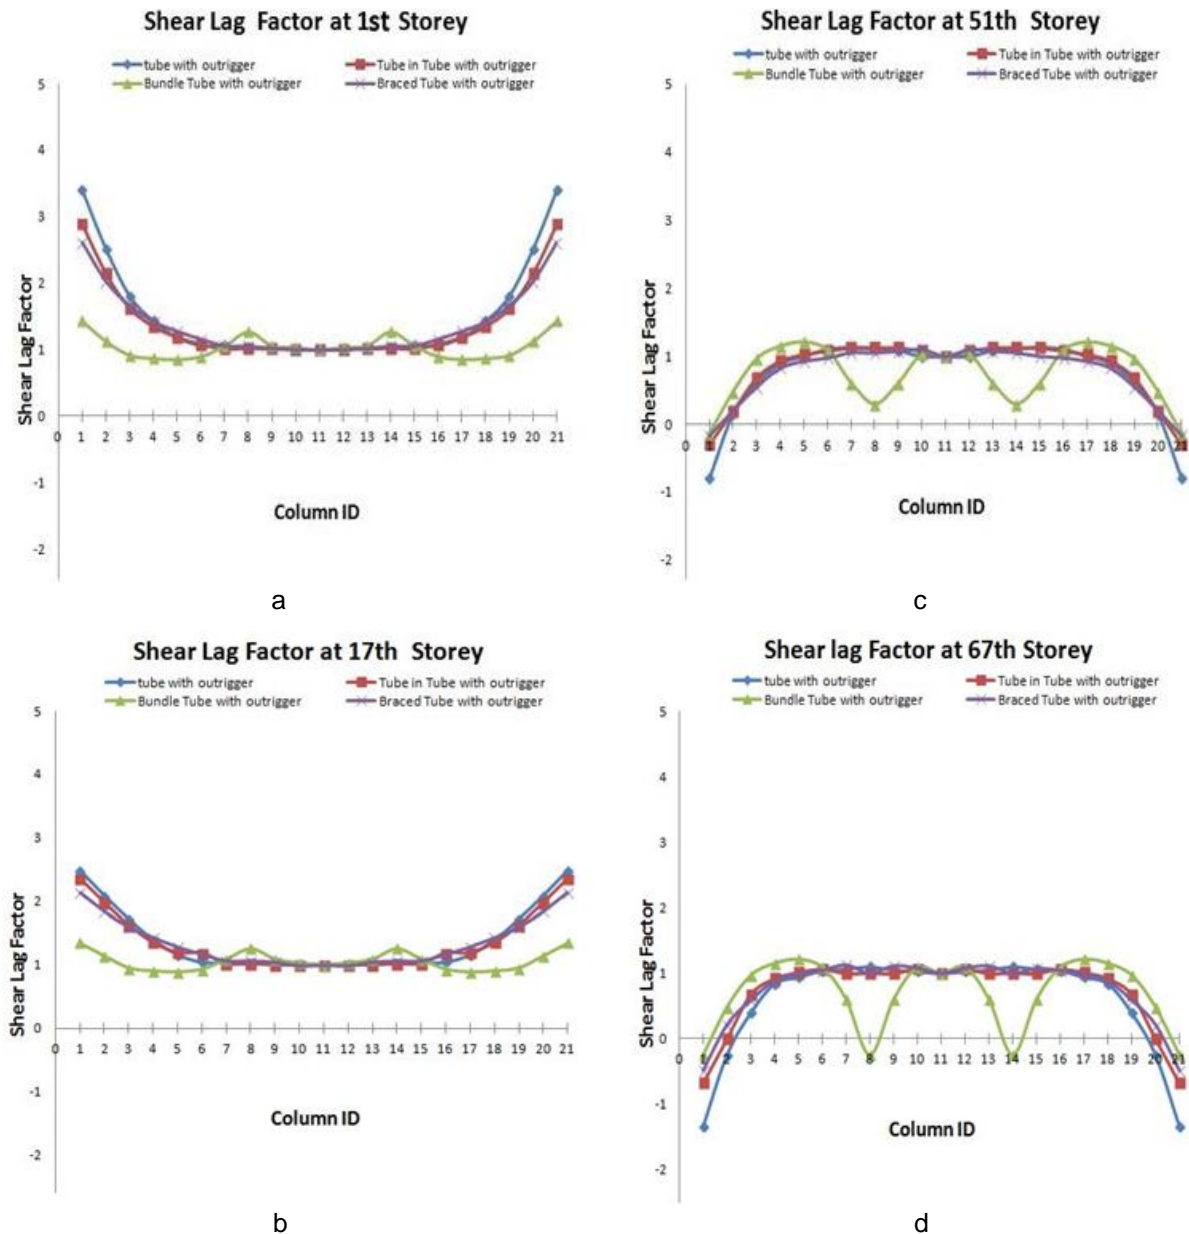 Shear Lag Factor at 1st Storey
tube with outrigger
Tube in Tube with outrigger
Bundle Tube with outrigger
Braced Tube with outrigger
5
4
3
2
1
0
-1
-2
Shear Lag Factor
0 1 2 3 4 5 6 7 8 9 10 11 12 13 14 15 16 17 18 19 20 21
Column ID
a
Shear Lag Factor at 51th Storey
tube with outrigger
Tube in Tube with outrigger
Bundle Tube with outrigger
Braced Tube with outrigger
5
4
3
2
1
0
-1
-2
Shear Lag Factor
0 1 2 3 4 5 6 7 8 9 10 11 12 13 14 15 16 17 18 19 20 21
Column ID
c
Shear Lag Factor at 17th Storey
tube with outrigger
Tube in Tube with outrigger
Bundle Tube with outrigger
Braced Tube with outrigger
5
4
3
2
1
0
-1
-2
Shear Lag Factor
0 1 2 3 4 5 6 7 8 9 10 11 12 13 14 15 16 17 18 19 20 21
Column ID
b
Shear lag Factor at 67th Storey
tube with outrigger
Tube in Tube with outrigger
Bundle Tube with outrigger
Braced Tube with outrigger
5
4
3
2
1
0
-1
-2
Shear Lag Factor
0 1 2 3 4 5 6 7 8 9 10 11 12 13 14 15 16 17 18 19 20 21
Column ID
d